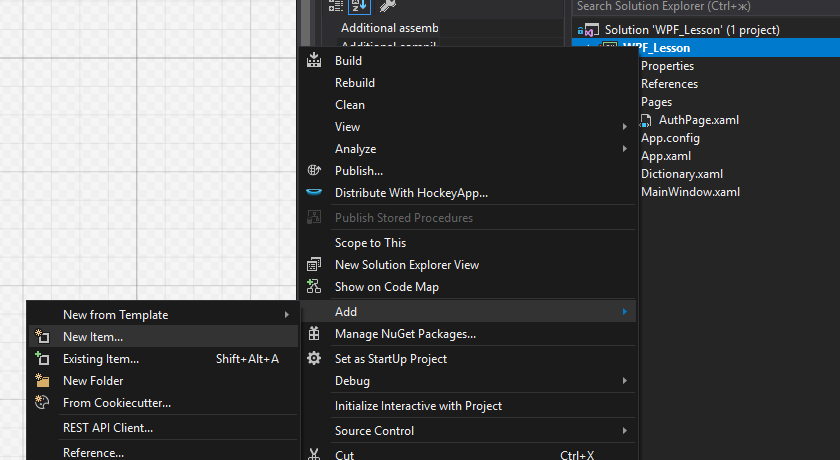 Search Solution Explorer (Ctrl+ж)
Additional assemb
Solution 'WPF_Lesson' (1 project)
WPF_Lesson
Properties
References
Pages
AuthPage.xaml
App.config
App.xaml
Dictionary.xaml
MainWindow.xaml
Build
Rebuild
Clean
View
Analyze
Publish...
Distribute With HockeyApp...
Publish Stored Procedures
Scope to This
New Solution Explorer View
Show on Code Map
Add
Manage NuGet Packages...
Set as StartUp Project
Debug
Initialize Interactive with Project
Source Control
Cut Ctrl+X
New from Template
New Item...
Existing Item... Shift+Alt+A
New Folder
From Cookiecutter...
REST API Client...
Reference...